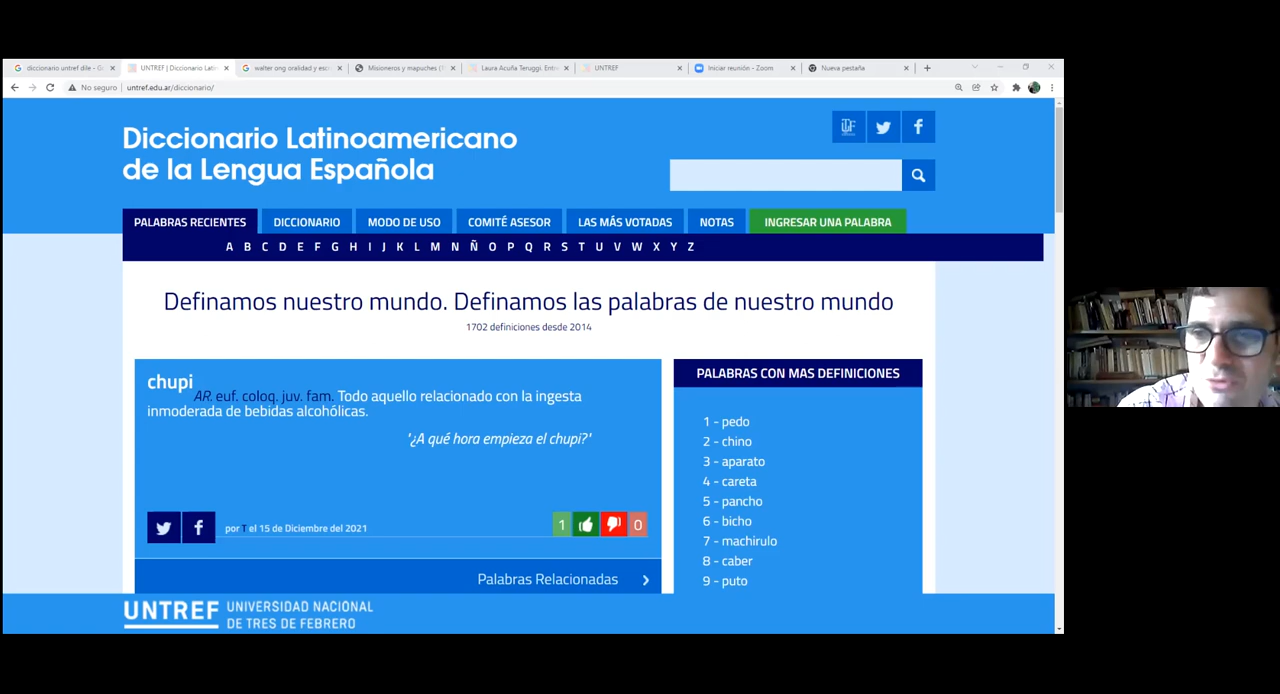 diccionario untref dile - G
UNTREF | Diccionario Lati
walter ong oralidad y esc
Misioneros y mapuches (1
Laura Acuña Teruggi. Entr
UNTREF
Iniciar reunión - Zoom
Nueva pestaña
No seguro | untref.edu.ar/diccionario/
Diccionario Latinoamericano
de la Lengua Española
PALABRAS RECIENTES DICCIONARIO MODO DE USO COMITÉ ASESOR LAS MÁS VOTADAS NOTAS INGRESAR UNA PALABRA
A B C D E F G H I J K L M N Ñ O P Q R S T U V W X Y Z
Definamos nuestro mundo. Definamos las palabras de nuestro mundo
1702 definiciones desde 2014
chupi
AR. euf. coloq. juv. fam. Todo aquello relacionado con la ingesta
inmoderada de bebidas alcohólicas.
"¿A qué hora empieza el chupi?"
por T el 15 de Diciembre del 2021
1 0
Palabras Relacionadas
PALABRAS CON MAS DEFINICIONES
1 - pedo
2 - chino
3 - aparato
4 - careta
5 - pancho
6 - bicho
7 - machirulo
8 - caber
9 - puto
UNTREF UNIVERSIDAD NACIONAL
DE TRES DE FEBRERO